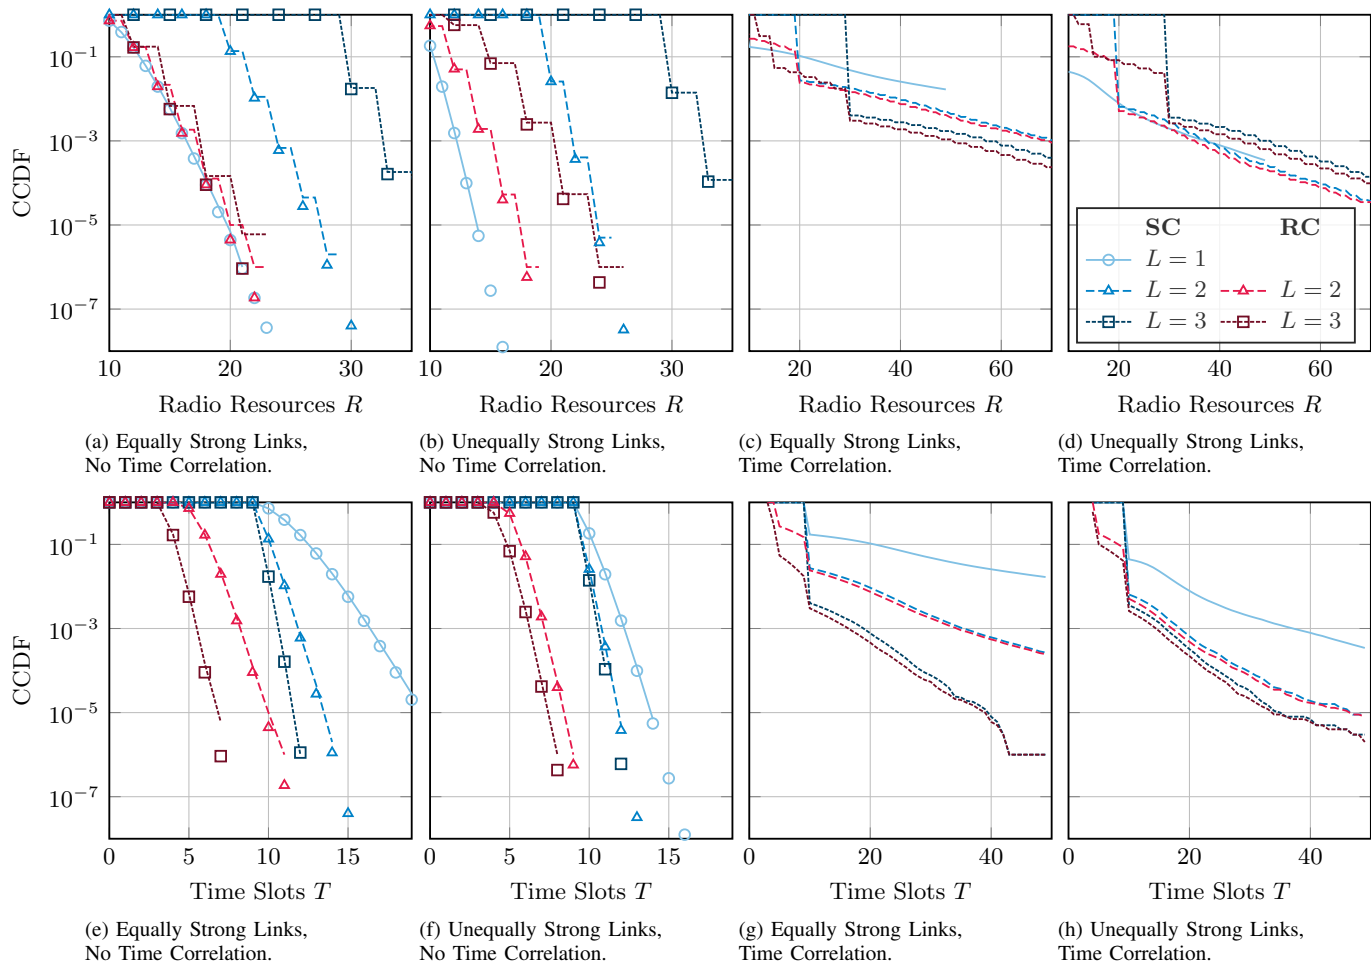 CCDF
10⁻¹
10⁻³
10⁻⁵
10⁻⁷
10 20 30
10 20 30
20 40 60
20 40 60
Radio Resources R
Radio Resources R
Radio Resources R
Radio Resources R
SC RC
L = 1
L = 2 L = 2
L = 3 L = 3
(a) Equally Strong Links,
No Time Correlation.
(b) Unequally Strong Links,
No Time Correlation.
(c) Equally Strong Links,
Time Correlation.
(d) Unequally Strong Links,
Time Correlation.
CCDF
10⁻¹
10⁻³
10⁻⁵
10⁻⁷
0 5 10 15
0 5 10 15
0 20 40
0 20 40
Time Slots T
Time Slots T
Time Slots T
Time Slots T
(e) Equally Strong Links,
No Time Correlation.
(f) Unequally Strong Links,
No Time Correlation.
(g) Equally Strong Links,
Time Correlation.
(h) Unequally Strong Links,
Time Correlation.